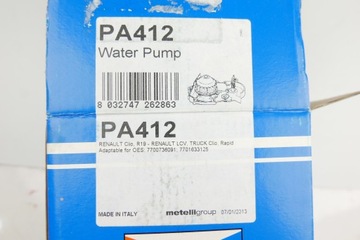 PA412
Water Pump
8 032747 262863
PA412
RENAULT Clio, R19 - RENAULT LCV, TRUCK Clio, Rapid
Adaptable for OES: 7700736091; 7701633125
MADE IN ITALY metelligroup 07/01/2013